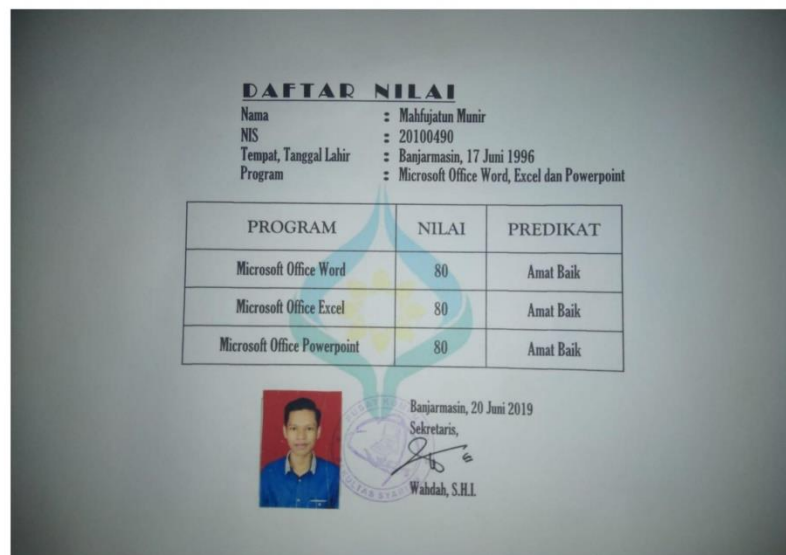 DAFTAR NILAI
Nama : Mahfujatun Munir
NIS : 20100490
Tempat, Tanggal Lahir : Banjarmasin, 17 Juni 1996
Program : Microsoft Office Word, Excel dan Powerpoint
PROGRAM NILAI PREDIKAT
Microsoft Office Word 80 Amat Baik
Microsoft Office Excel 80 Amat Baik
Microsoft Office Powerpoint 80 Amat Baik
Banjarmasin, 20 Juni 2019
Sekretaris,
Wahdah, S.H.I.